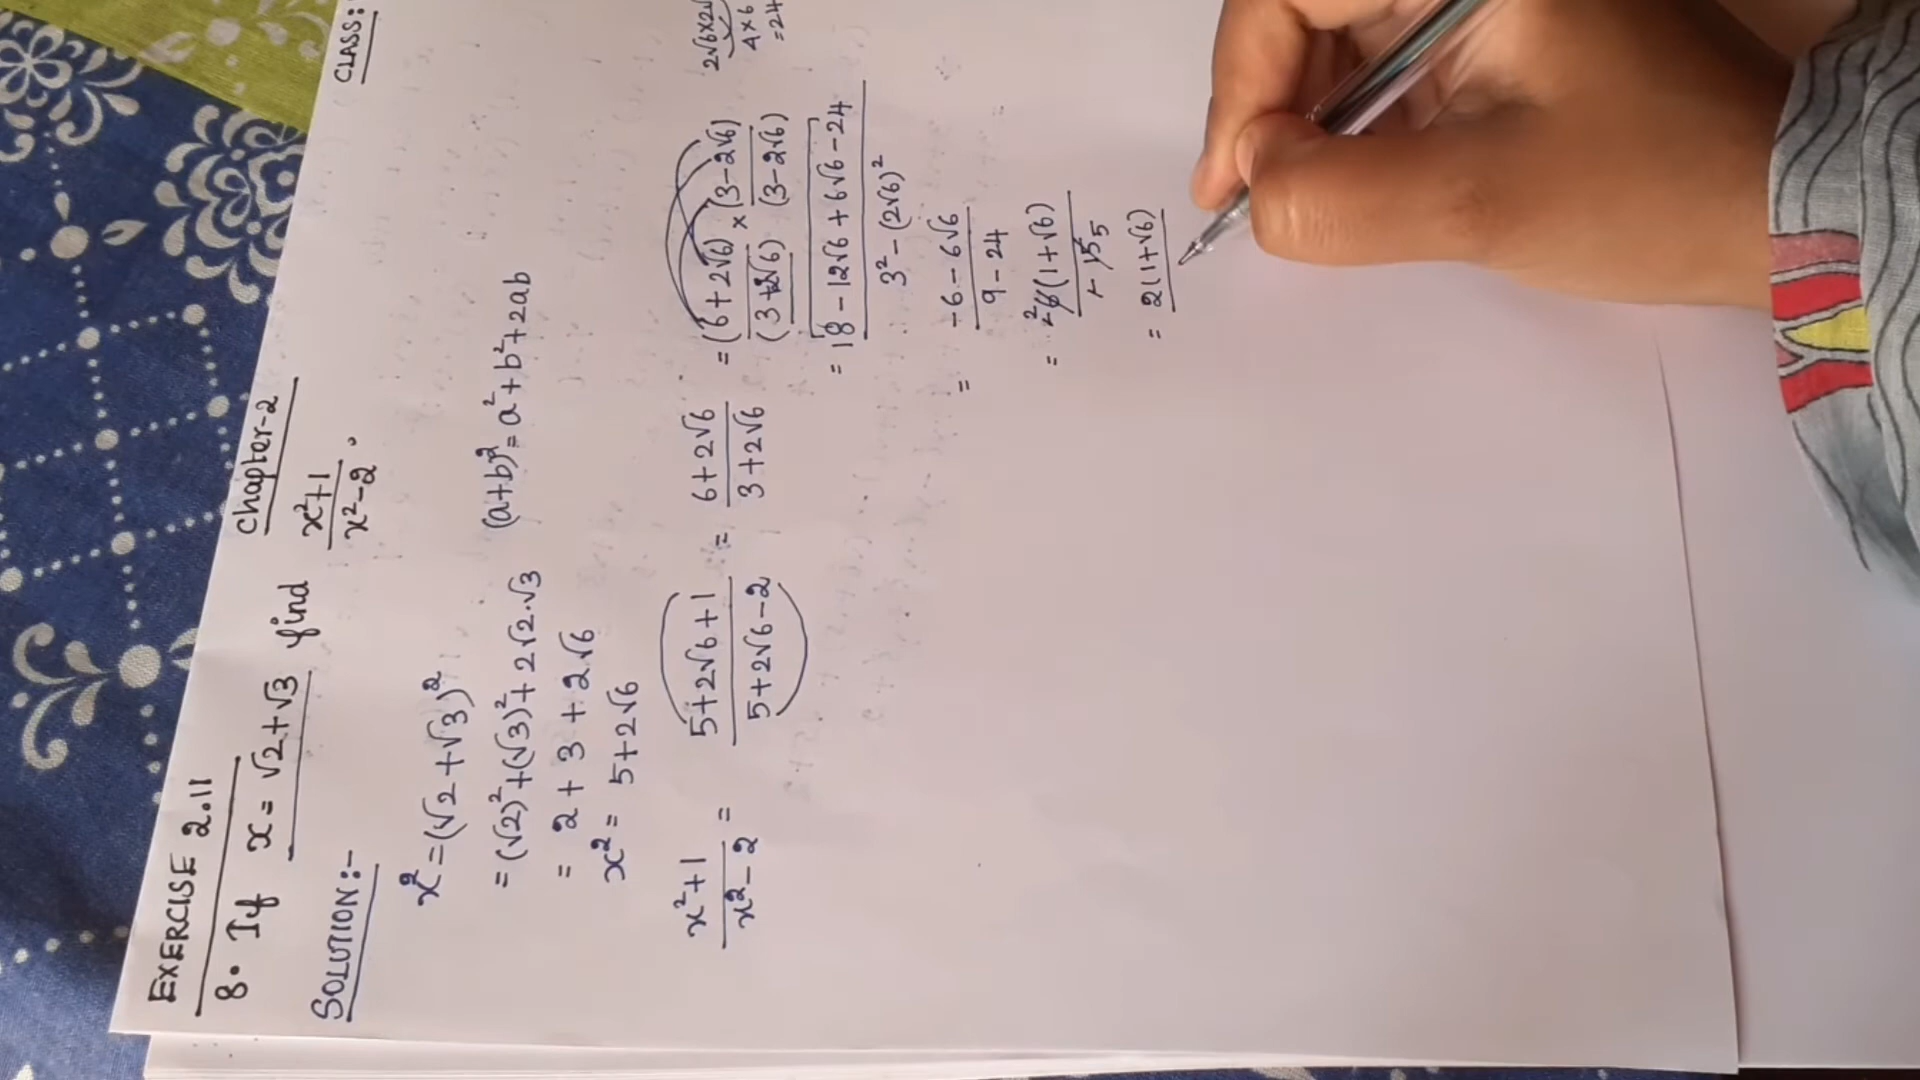 CLASS:
EXERCISE 2.11 chapter-2
8. If x = √2+√3 find x²+1 / x²-2 .
SOLUTION:-
x² = (√2+√3)² (a+b)² = a²+b²+2ab
= (√2)²+(√3)²+2√2.√3
= 2+3+2√6
x² = 5+2√6
x²+1 / x²-2 = 5+2√6+1 / 5+2√6-2 = 6+2√6 / 3+2√6 = (6+2√6) / (3+2√6) × (3-2√6) / (3-2√6)
2√6×2√
4×6
=24
= 18-12√6+6√6-24 / 3²-(2√6)²
= -6-6√6 / 9-24
= 2 6(1+√6) / -15 5
= 2(1+√6)